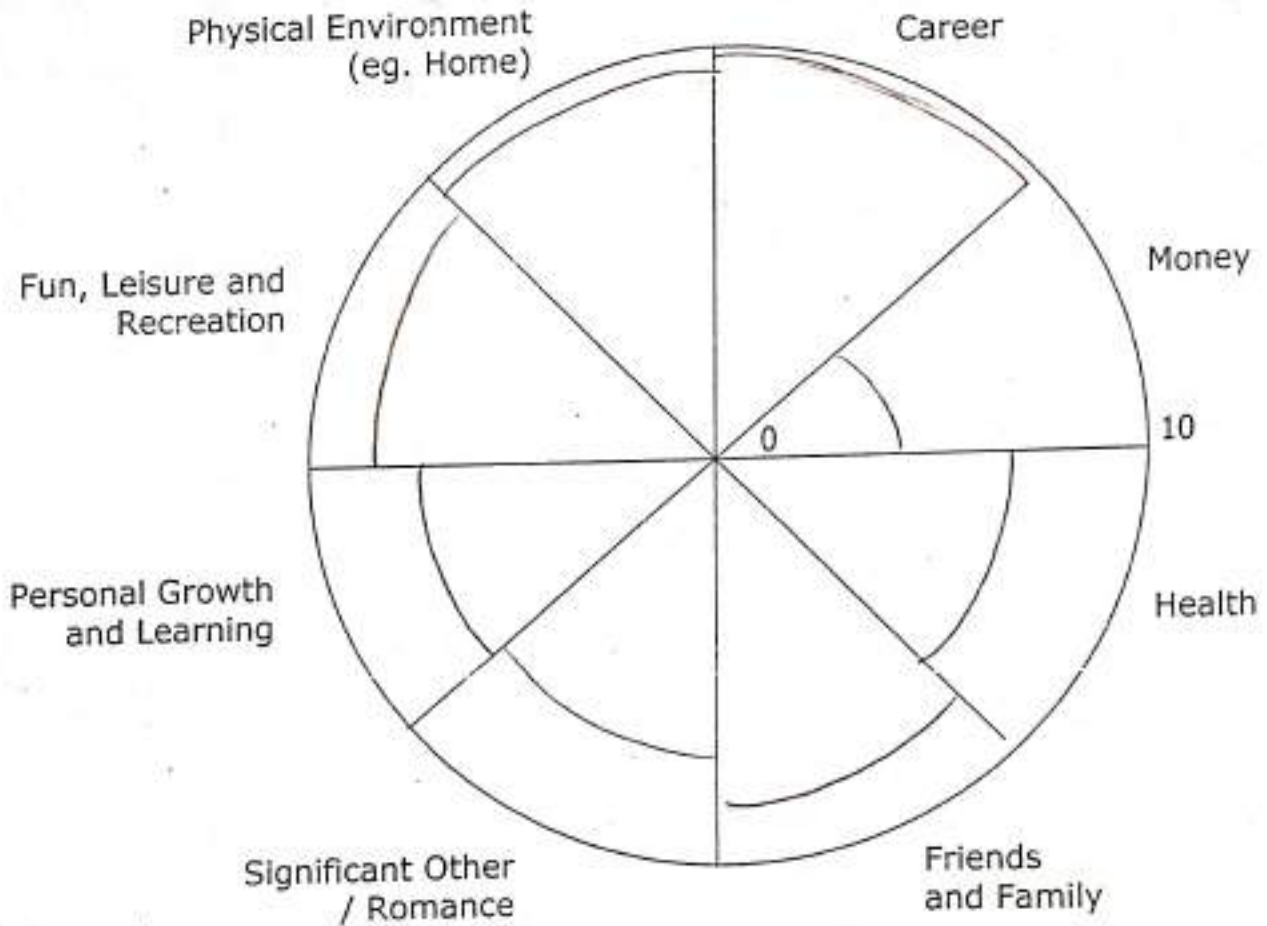 Physical Environment
(eg. Home)
Career
Fun, Leisure and
Recreation
Money
0
10
Personal Growth
and Learning
Health
Significant Other
/ Romance
Friends
and Family